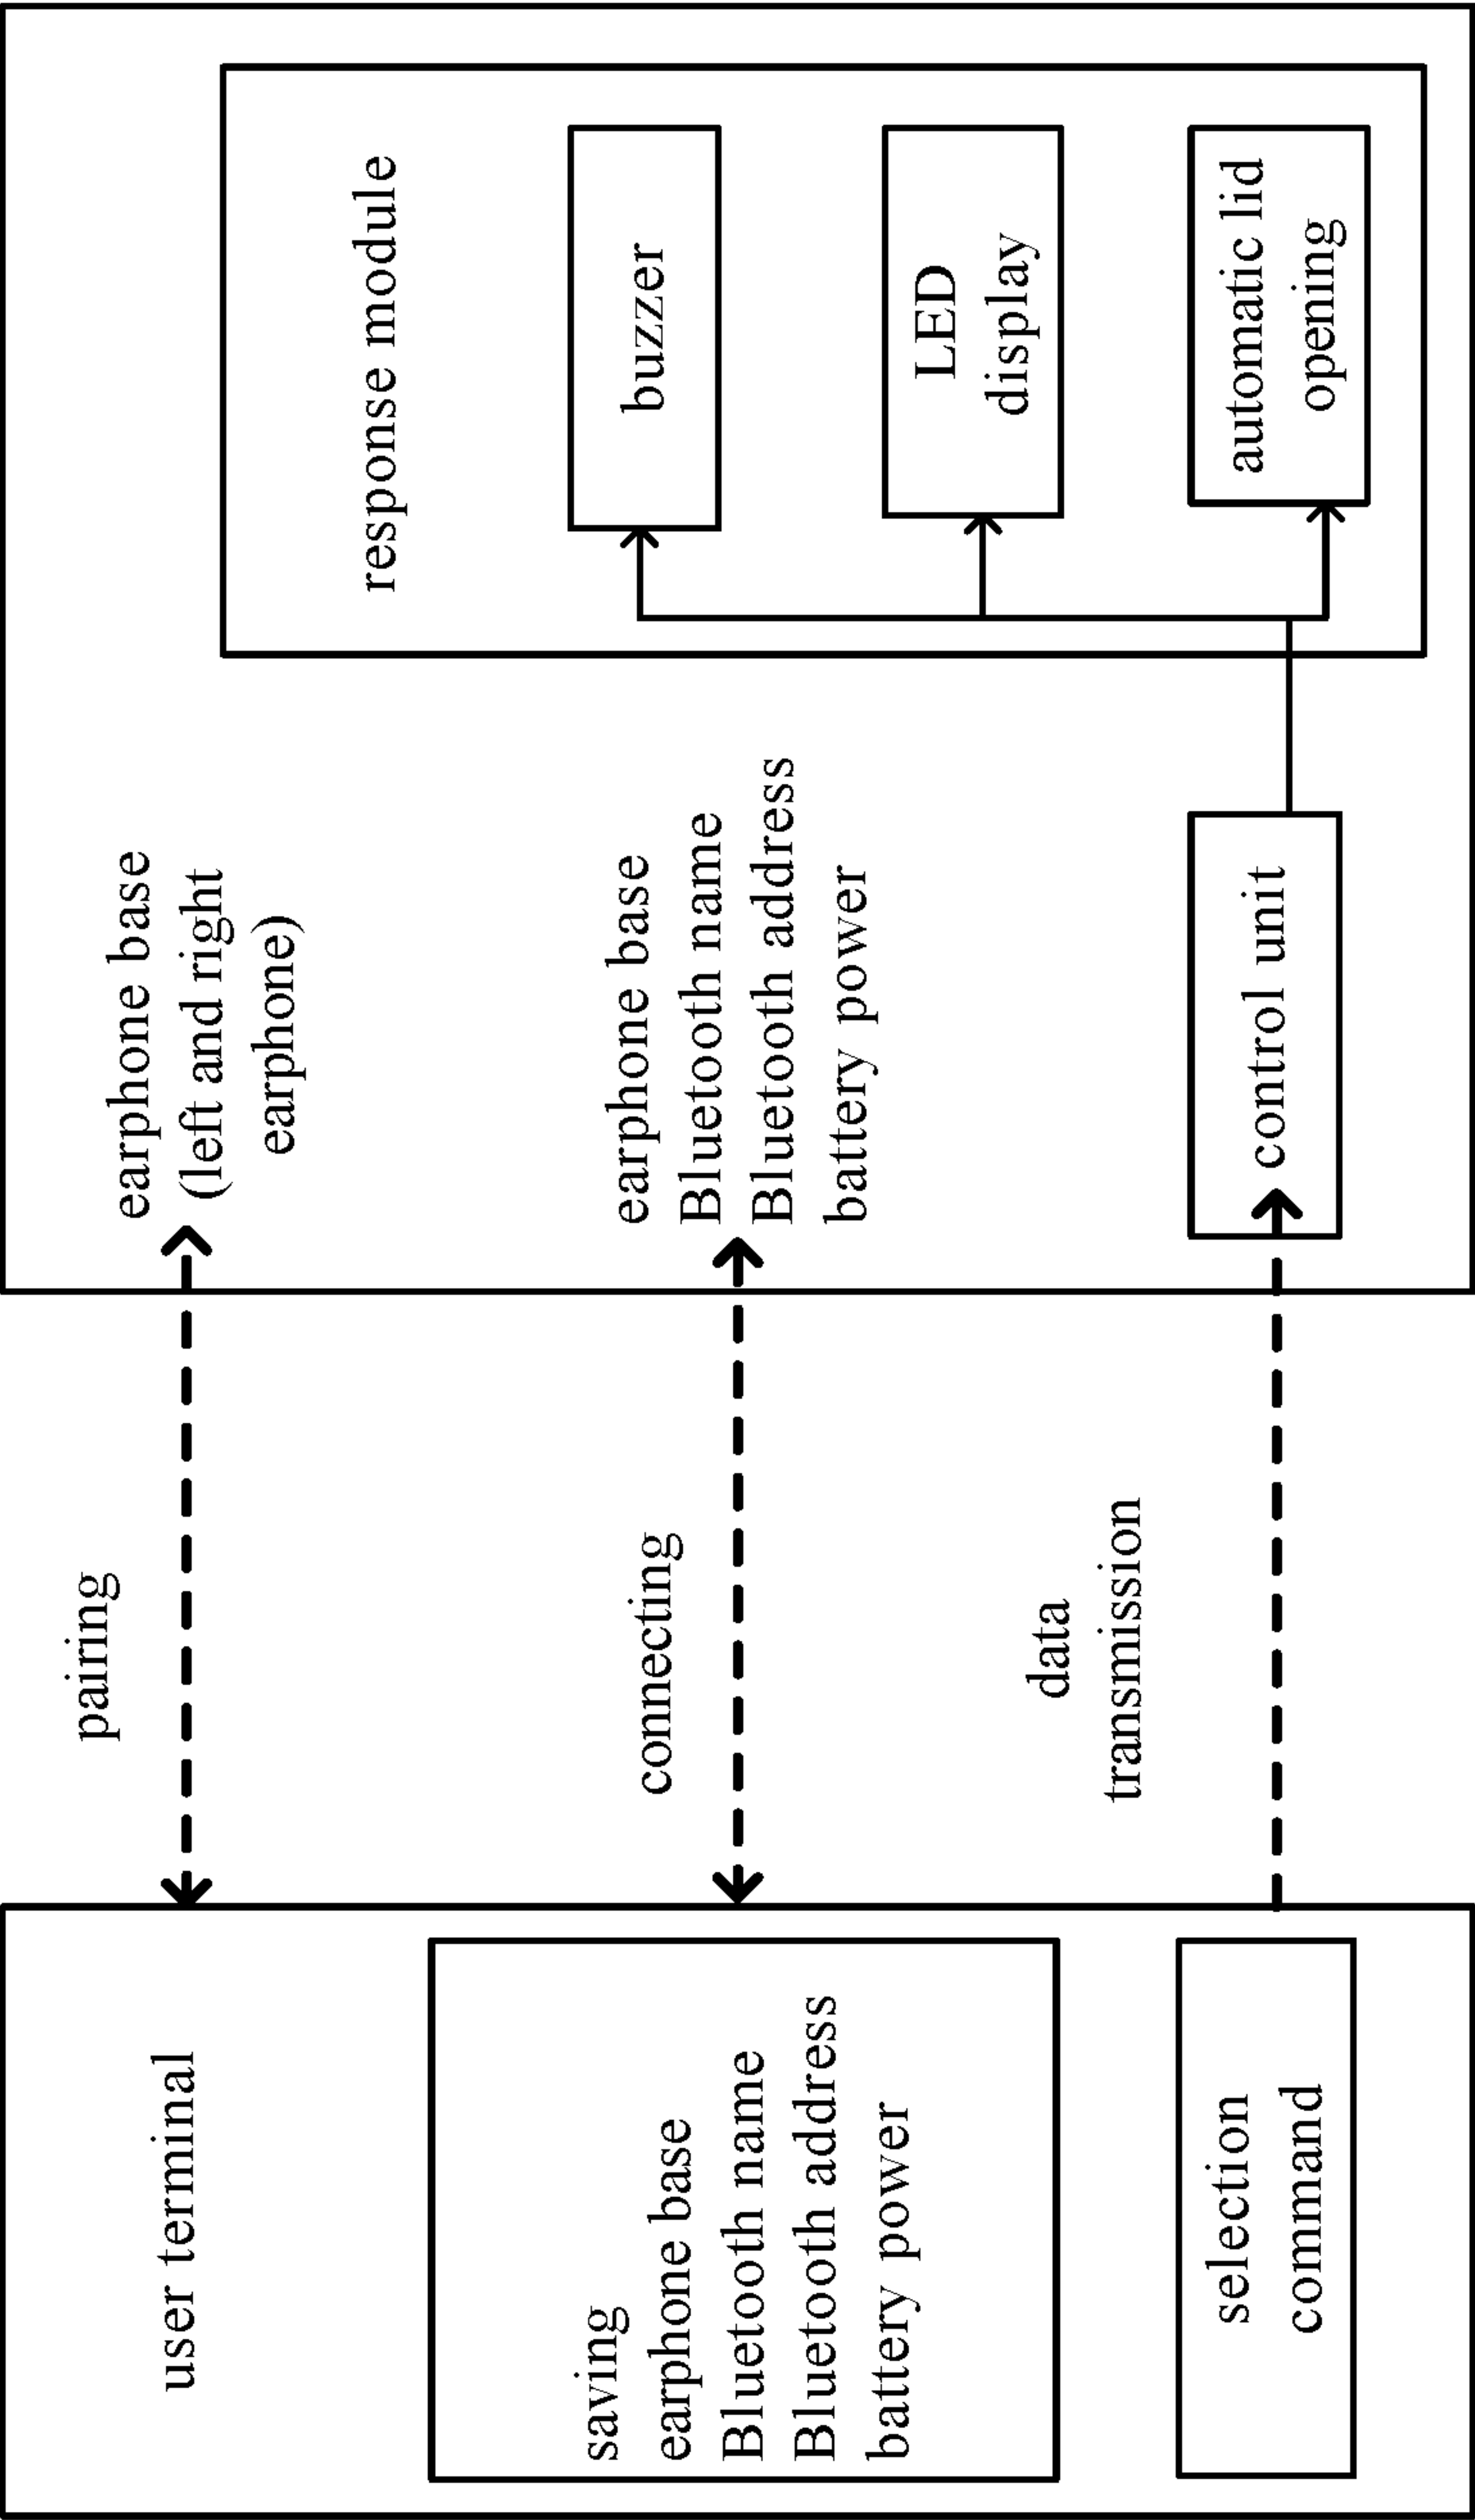 user terminal
saving
earphone base
Bluetooth name
Bluetooth address
battery power
selection
command
pairing
connecting
data
transmission
earphone base
(left and right
earphone)
earphone base
Bluetooth name
Bluetooth address
battery power
control unit
response module
buzzer
LED
display
automatic lid
opening